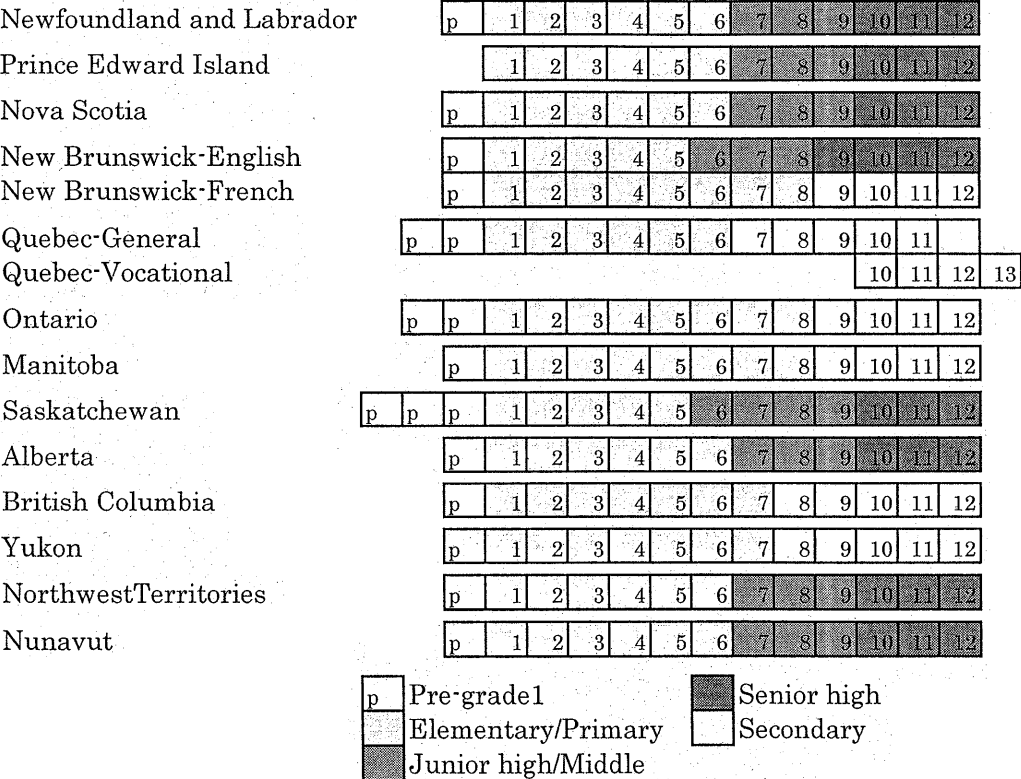 Newfoundland and Labrador p 1 2 3 4 5 6 7 8 9 10 11 12
Prince Edward Island 1 2 3 4 5 6 7 8 9 10 11 12
Nova Scotia p 1 2 3 4 5 6 7 8 9 10 11 12
New Brunswick-English p 1 2 3 4 5 6 7 8 9 10 11 12
New Brunswick-French p 1 2 3 4 5 6 7 8 9 10 11 12
Quebec-General p p 1 2 3 4 5 6 7 8 9 10 11
Quebec-Vocational 10 11 12 13
Ontario p p 1 2 3 4 5 6 7 8 9 10 11 12
Manitoba p 1 2 3 4 5 6 7 8 9 10 11 12
Saskatchewan p p p 1 2 3 4 5 6 7 8 9 10 11 12
Alberta p 1 2 3 4 5 6 7 8 9 10 11 12
British Columbia p 1 2 3 4 5 6 7 8 9 10 11 12
Yukon p 1 2 3 4 5 6 7 8 9 10 11 12
NorthwestTerritories p 1 2 3 4 5 6 7 8 9 10 11 12
Nunavut p 1 2 3 4 5 6 7 8 9 10 11 12
p Pre-grade1 Senior high
Elementary/Primary Secondary
Junior high/Middle